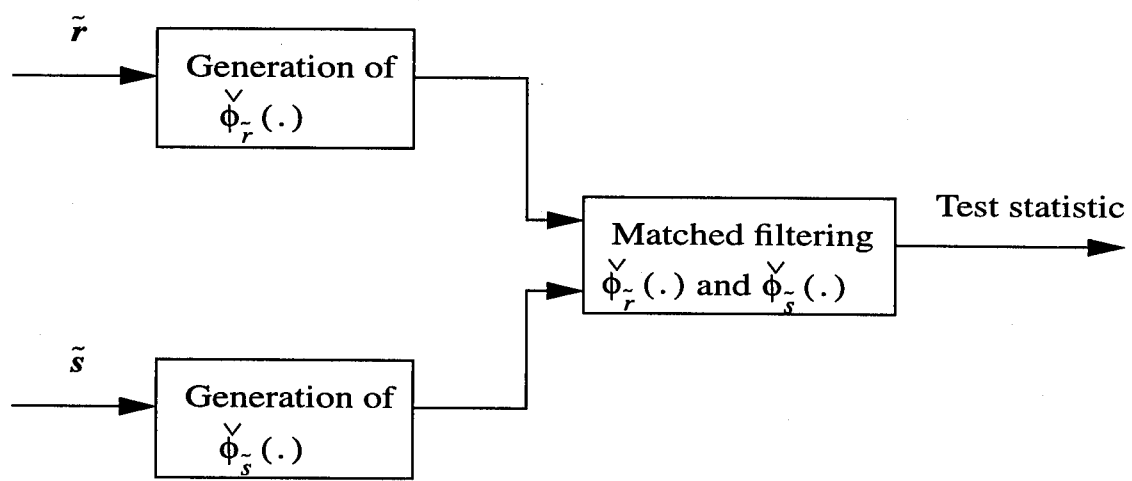 r̃
Generation of
ϕ̌_r̃ (.)
Matched filtering
ϕ̌_r̃ (.) and ϕ̌_s̃ (.)
Test statistic
s̃
Generation of
ϕ̌_s̃ (.)